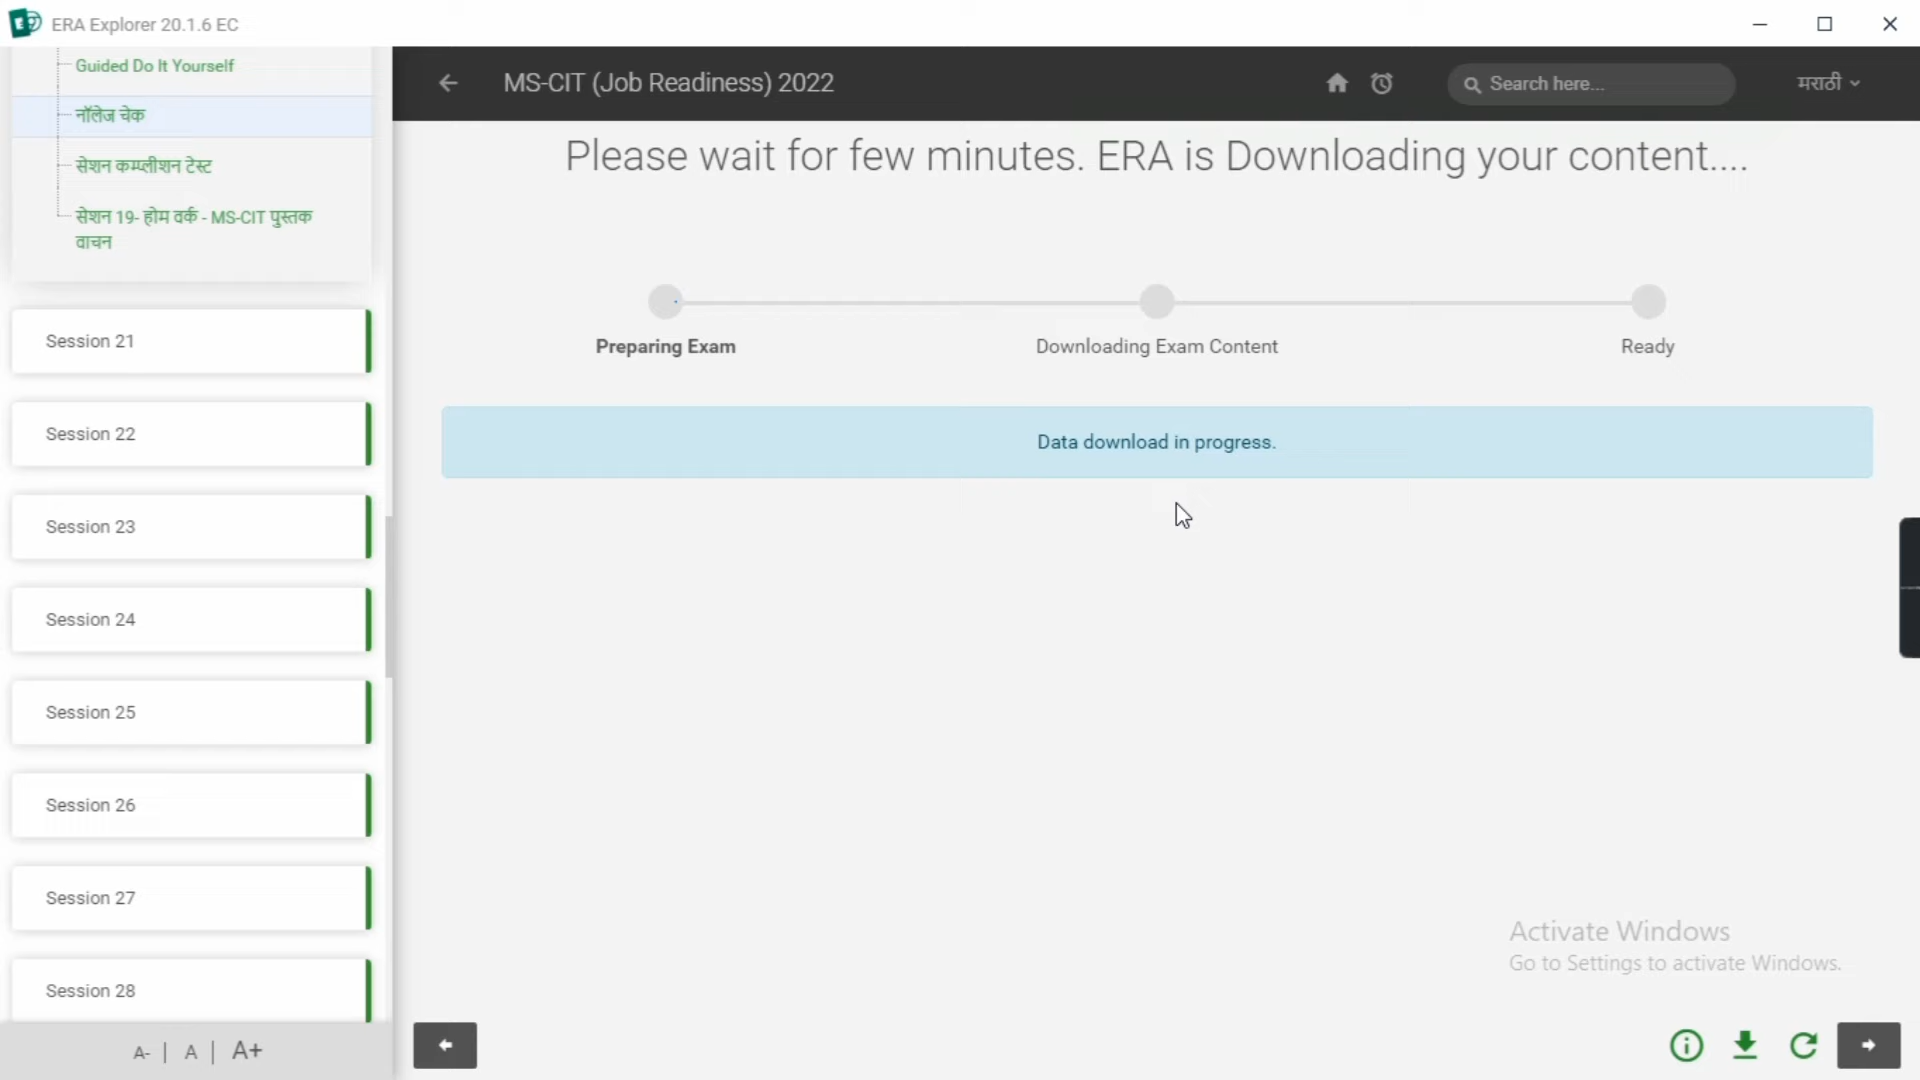 ERA Explorer 20.1.6 EC
Guided Do It Yourself
नॉलेज चेक
सेशन कम्प्लीशन टेस्ट
सेशन 19- होम वर्क - MS-CIT पुस्तक
वाचन
Session 21
Session 22
Session 23
Session 24
Session 25
Session 26
Session 27
Session 28
A- | A | A+
MS-CIT (Job Readiness) 2022
Search here...
मराठी
Please wait for few minutes. ERA is Downloading your content....
Preparing Exam
Downloading Exam Content
Ready
Data download in progress.
Activate Windows
Go to Settings to activate Windows.